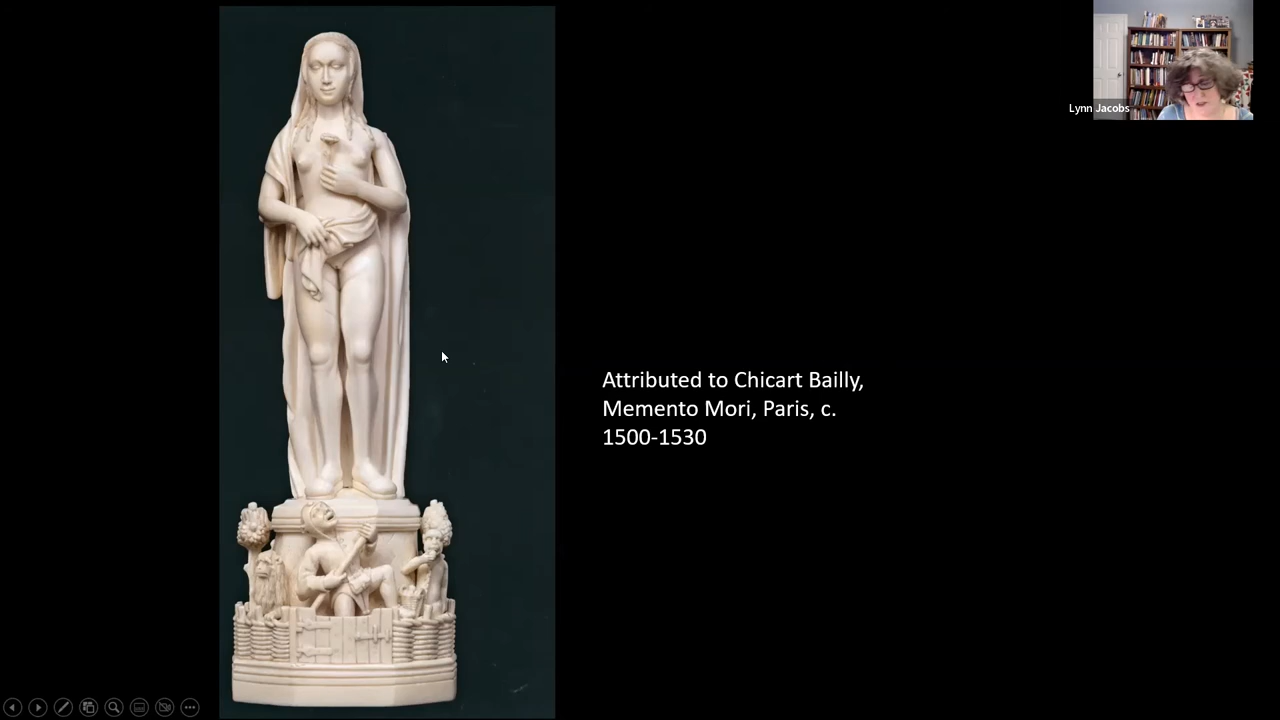 Lynn Jacobs
Attributed to Chicart Bailly,
Memento Mori, Paris, c.
1500-1530